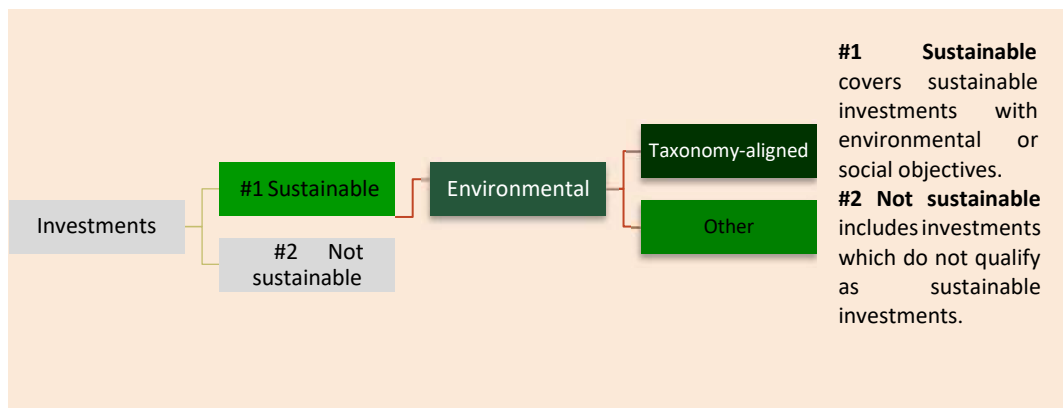 Investments
#1 Sustainable
#2 Not
sustainable
Environmental
Taxonomy-aligned
Other
#1 Sustainable
covers sustainable
investments with
environmental or
social objectives.
#2 Not sustainable
includes investments
which do not qualify
as sustainable
investments.